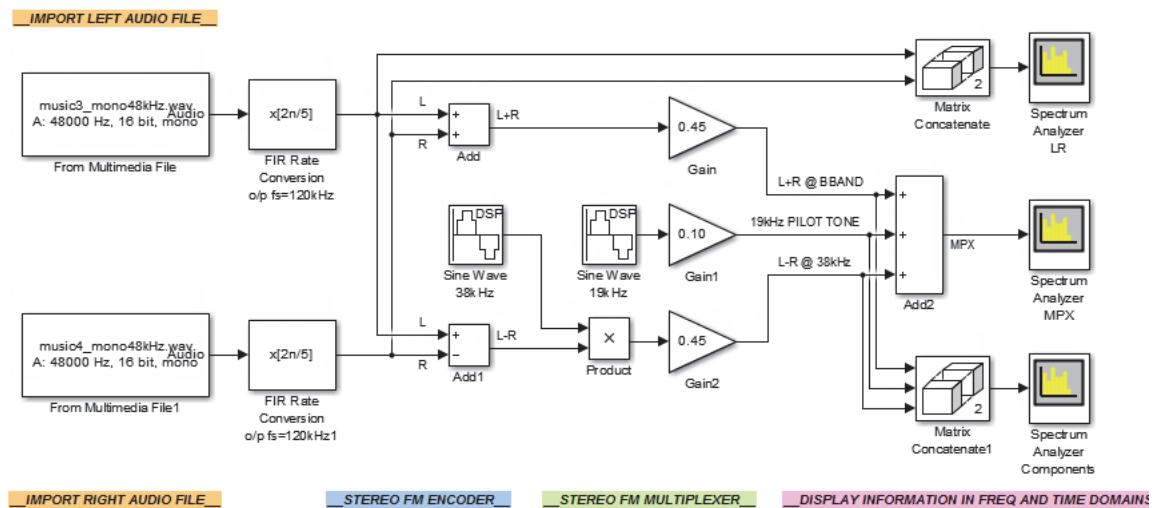 __IMPORT LEFT AUDIO FILE__
music3_mono48kHz.wav
A: 48000 Hz, 16 bit, mono
Audio
From Multimedia File
x[2n/5]
FIR Rate
Conversion
o/p fs=120kHz
L
R
+
+
Add
L+R
0.45
Gain
2
Matrix
Concatenate
Spectrum
Analyzer
LR
DSP
Sine Wave
38kHz
DSP
Sine Wave
19kHz
0.10
Gain1
L+R @ BBAND
19kHz PILOT TONE
L-R @ 38kHz
+
+
+
Add2
MPX
Spectrum
Analyzer
MPX
music4_mono48kHz.wav
A: 48000 Hz, 16 bit, mono
Audio
From Multimedia File1
x[2n/5]
FIR Rate
Conversion
o/p fs=120kHz1
L
R
+
−
Add1
L-R
×
Product
0.45
Gain2
2
Matrix
Concatenate1
Spectrum
Analyzer
Components
__IMPORT RIGHT AUDIO FILE__
__STEREO FM ENCODER__
__STEREO FM MULTIPLEXER__
__DISPLAY INFORMATION IN FREQ AND TIME DOMAINS